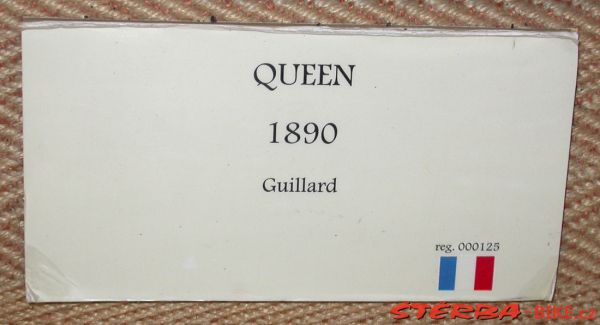 QUEEN
1890
Guillard
reg. 000125
STERBA-BIKE.cz